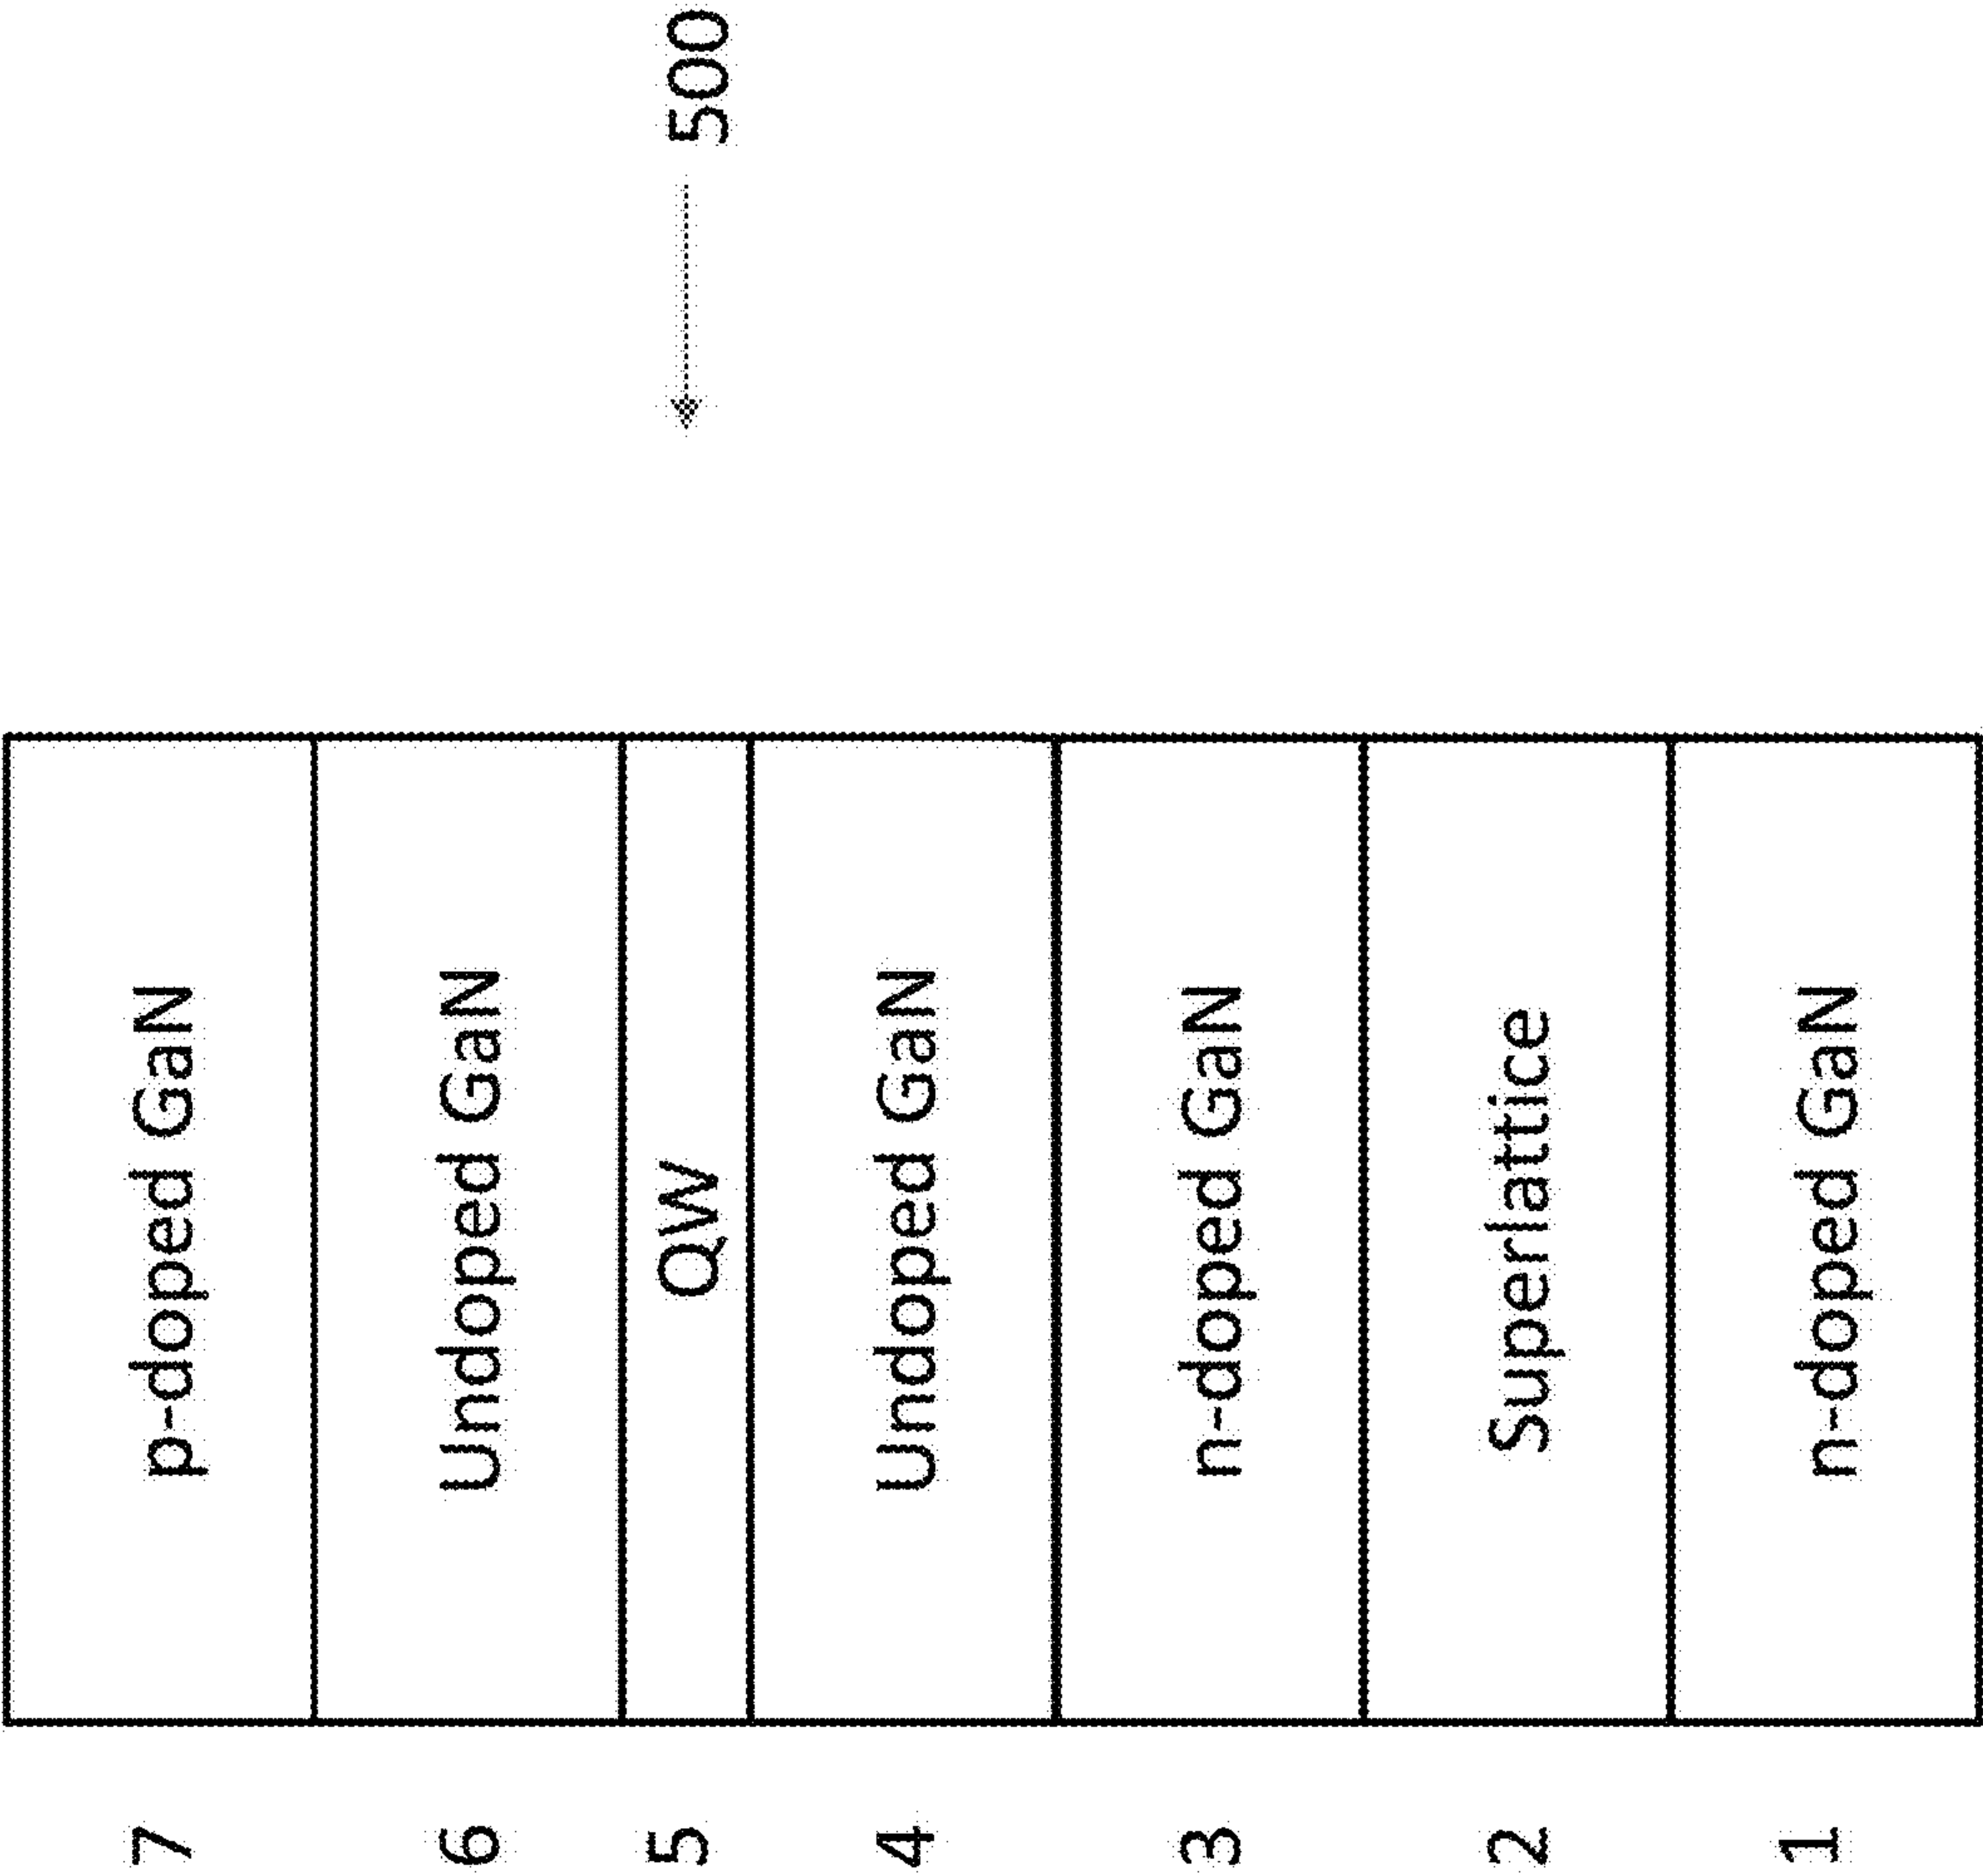 500
7 p-doped GaN
6 Undoped GaN
5 QW
4 Undoped GaN
3 n-doped GaN
2 Superlattice
1 n-doped GaN